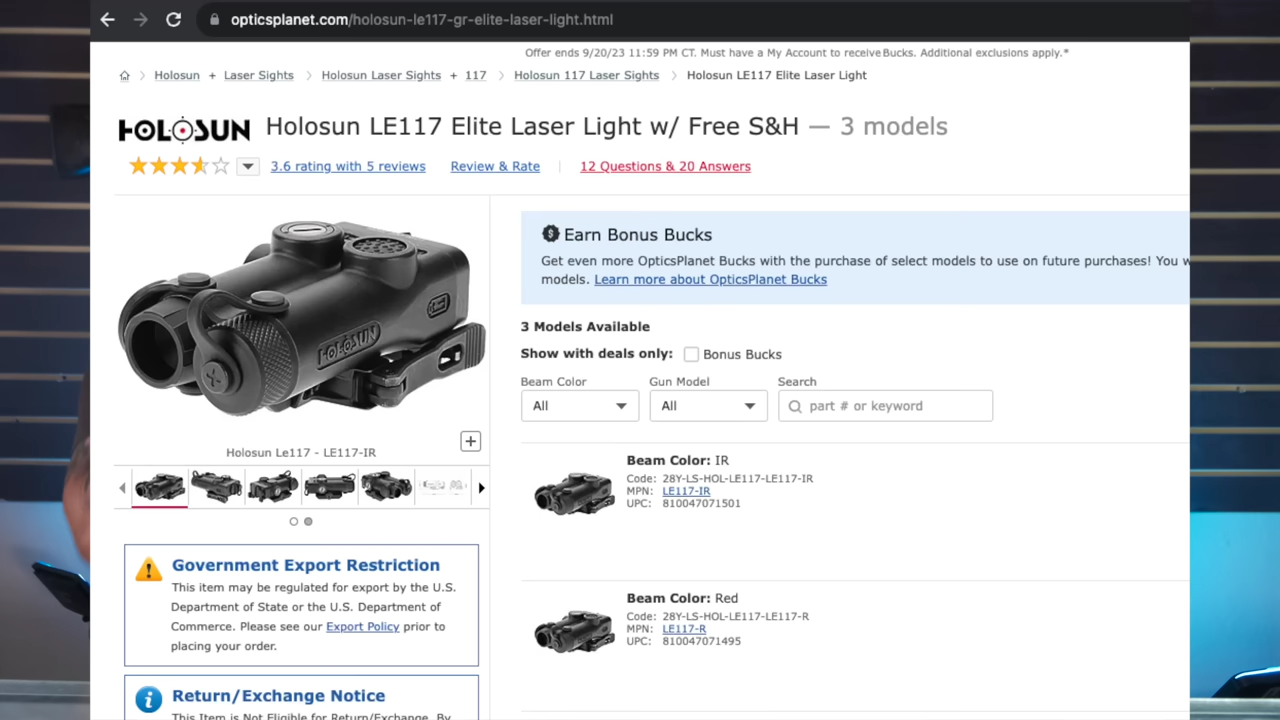 opticsplanet.com/holosun-le117-gr-elite-laser-light.html
Offer ends 9/20/23 11:59 PM CT. Must have a My Account to receive Bucks. Additional exclusions apply.*
Holosun + Laser Sights > Holosun Laser Sights + 117 > Holosun 117 Laser Sights > Holosun LE117 Elite Laser Light
HOLOSUN Holosun LE117 Elite Laser Light w/ Free S&H — 3 models
3.6 rating with 5 reviews Review & Rate 12 Questions & 20 Answers
HOLOSUN
Holosun Le117 - LE117-IR
Government Export Restriction
This item may be regulated for export by the U.S.
Department of State or the U.S. Department of
Commerce. Please see our Export Policy prior to
placing your order.
Return/Exchange Notice
This Item is Not Eligible for Return/Exchange. By
Earn Bonus Bucks
Get even more OpticsPlanet Bucks with the purchase of select models to use on future purchases! You w
models. Learn more about OpticsPlanet Bucks
3 Models Available
Show with deals only: Bonus Bucks
Beam Color Gun Model Search
All All part # or keyword
Beam Color: IR
Code: 28Y-LS-HOL-LE117-LE117-IR
MPN: LE117-IR
UPC: 810047071501
Beam Color: Red
Code: 28Y-LS-HOL-LE117-LE117-R
MPN: LE117-R
UPC: 810047071495